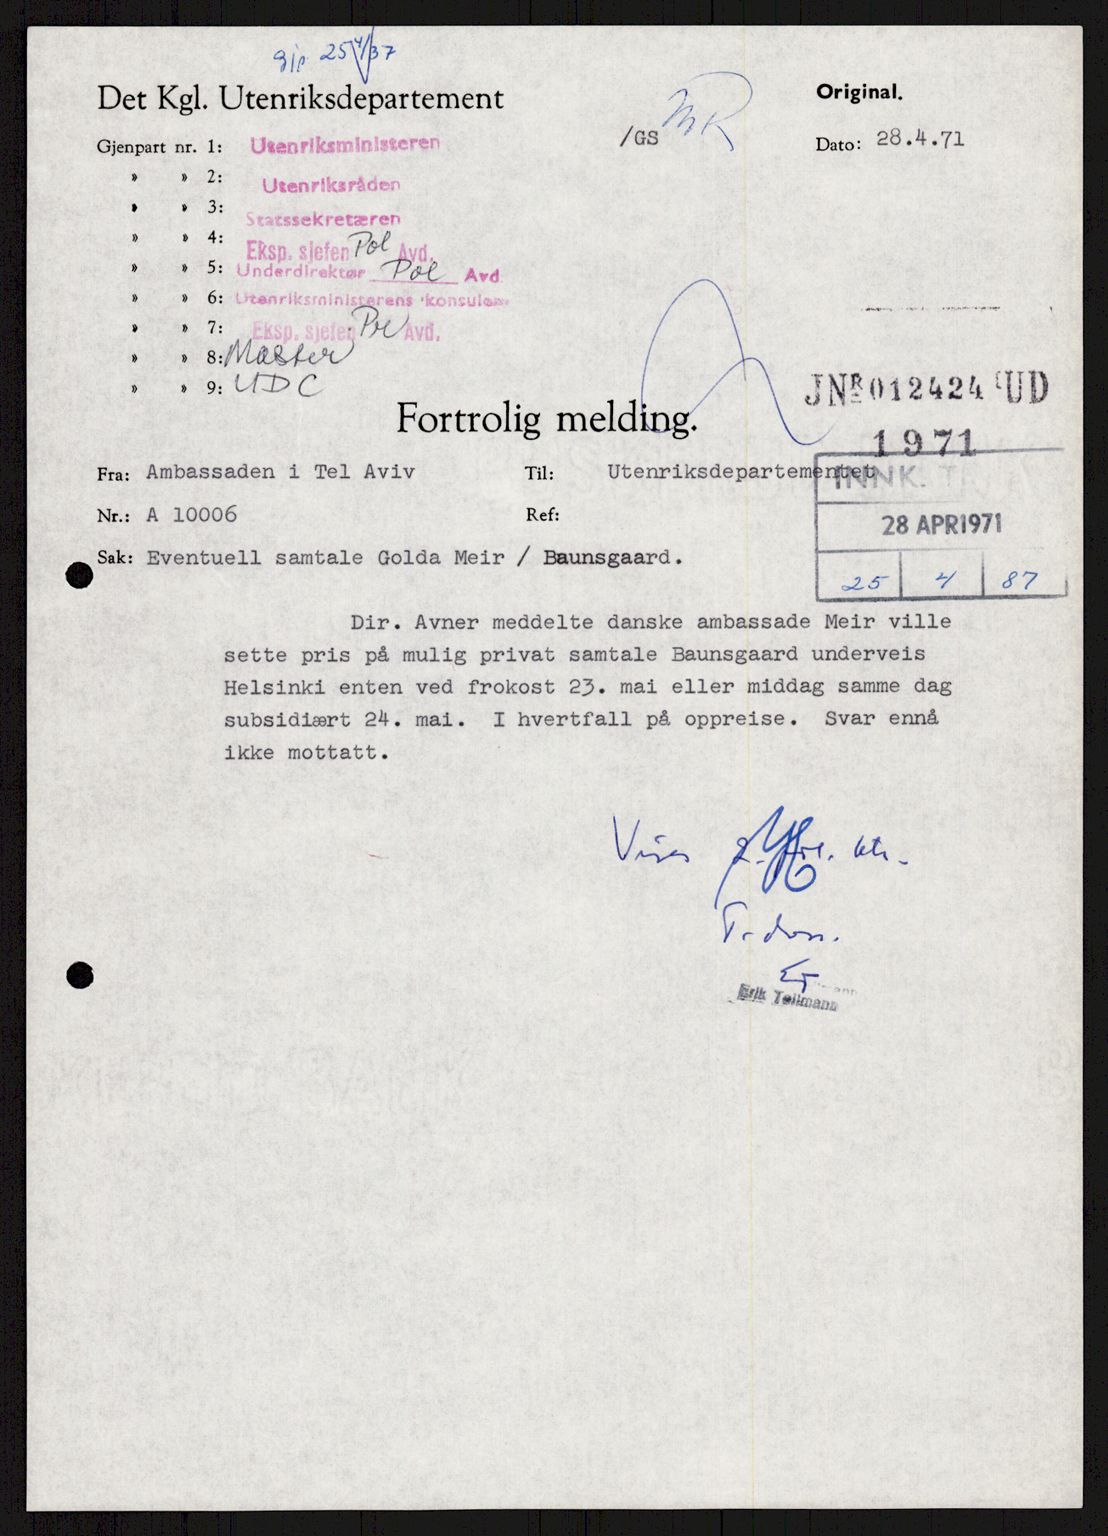 25 4/87
Det Kgl. Utenriksdepartement
Original.
/GS
Dato: 28.4.71
Gjenpart nr. 1: Utenriksministeren
» » 2: Utenriksråden
» » 3: Statssekretæren
» » 4: Eksp. sjefen Pol Avd.
» » 5: Underdirektør Pol Avd.
» » 6: Utenriksministerens konsulent
» » 7: Eksp. sjefen Pol Avd.
» » 8: Master
» » 9: UDC
JNR 012424 UD
1971
Fortrolig melding.
Fra: Ambassaden i Tel Aviv Til: Utenriksdepartementet
INNK.
Nr.: A 10006 Ref:
28 APR1971
Sak: Eventuell samtale Golda Meir / Baunsgaard.
25 4 87
Dir. Avner meddelte danske ambassade Meir ville
sette pris på mulig privat samtale Baunsgaard underveis
Helsinki enten ved frokost 23. mai eller middag samme dag
subsidiært 24. mai. I hvertfall på oppreise. Svar ennå
ikke mottatt.
ET
Erik Tellmann